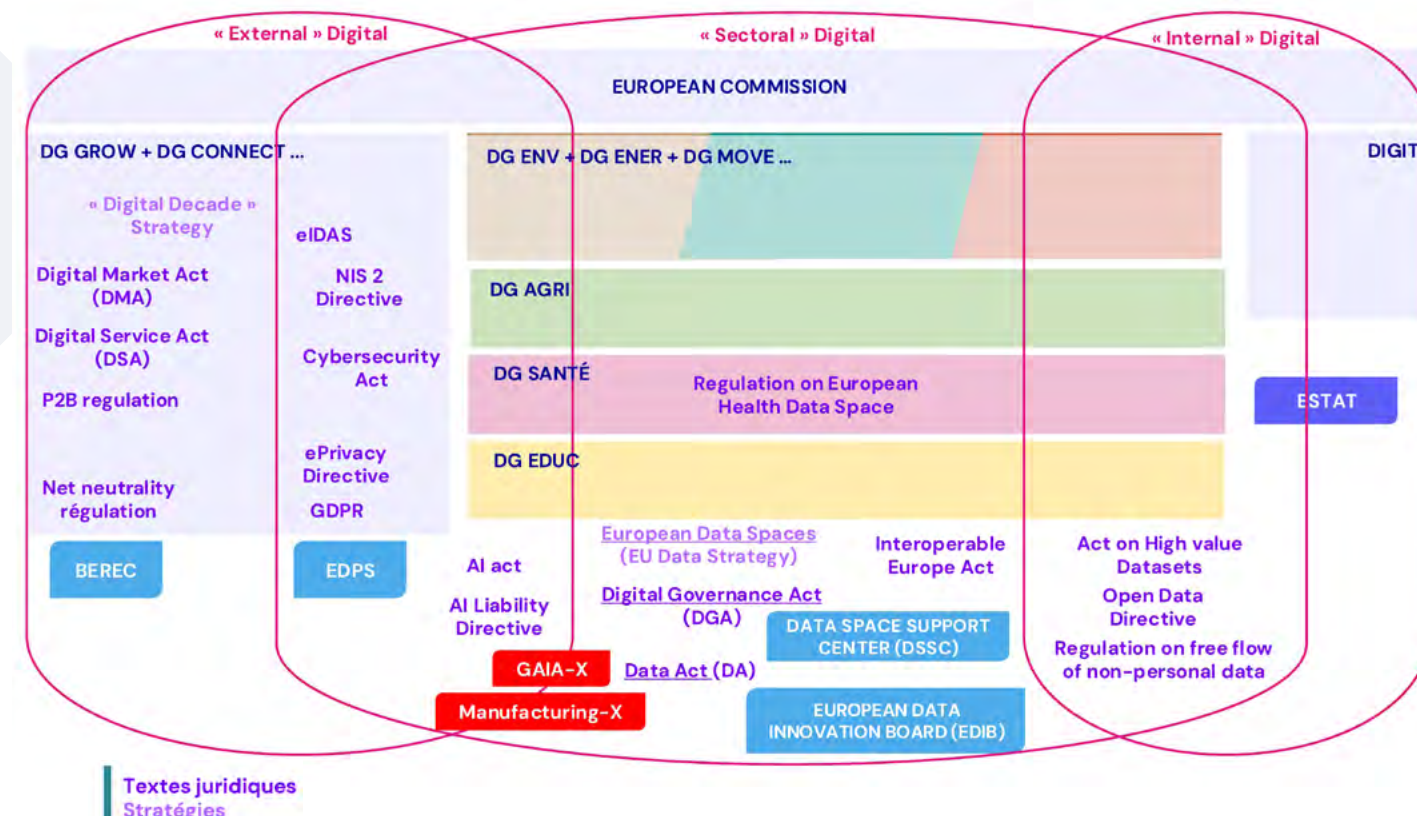 « External » Digital
« Sectoral » Digital
« Internal » Digital
EUROPEAN COMMISSION
DG GROW + DG CONNECT ...
« Digital Decade »
Strategy
Digital Market Act
(DMA)
Digital Service Act
(DSA)
P2B regulation
Net neutrality
régulation
BEREC
eIDAS
NIS 2
Directive
Cybersecurity
Act
ePrivacy
Directive
GDPR
EDPS
DG ENV + DG ENER + DG MOVE ...
DG AGRI
DG SANTÉ
Regulation on European
Health Data Space
DG EDUC
AI act
AI Liability
Directive
GAIA-X
Manufacturing-X
European Data Spaces
(EU Data Strategy)
Digital Governance Act
(DGA)
Data Act (DA)
Interoperable
Europe Act
DATA SPACE SUPPORT
CENTER (DSSC)
EUROPEAN DATA
INNOVATION BOARD (EDIB)
DIGIT
ESTAT
Act on High value
Datasets
Open Data
Directive
Regulation on free flow
of non-personal data
Textes juridiques
Stratégies